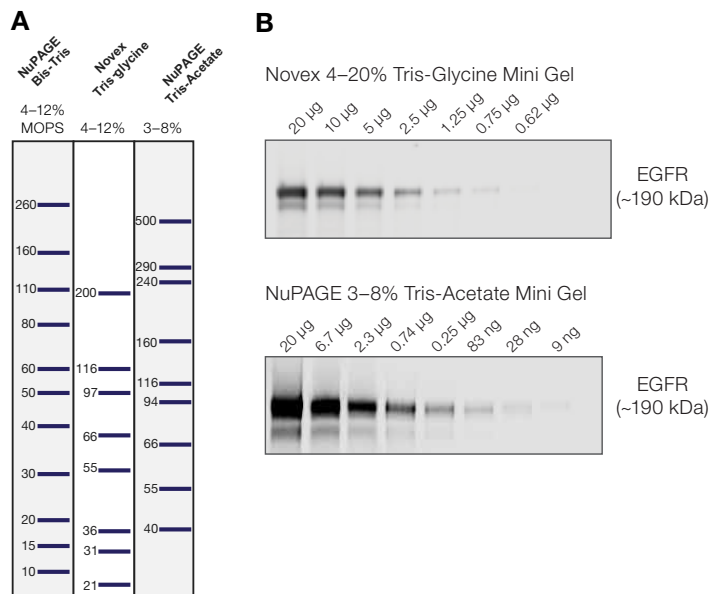 A
NuPAGE
Bis-Tris
Novex
Tris glycine
NuPAGE
Tris-Acetate
4–12%
MOPS
4–12%
3–8%
260
160
110
80
60
50
40
30
20
15
10
200
116
97
66
55
36
31
21
500
290
240
160
116
94
66
55
40
B
Novex 4–20% Tris-Glycine Mini Gel
20 µg
10 µg
5 µg
2.5 µg
1.25 µg
0.75 µg
0.62 µg
EGFR
(~190 kDa)
NuPAGE 3–8% Tris-Acetate Mini Gel
20 µg
6.7 µg
2.3 µg
0.74 µg
0.25 µg
83 ng
28 ng
9 ng
EGFR
(~190 kDa)